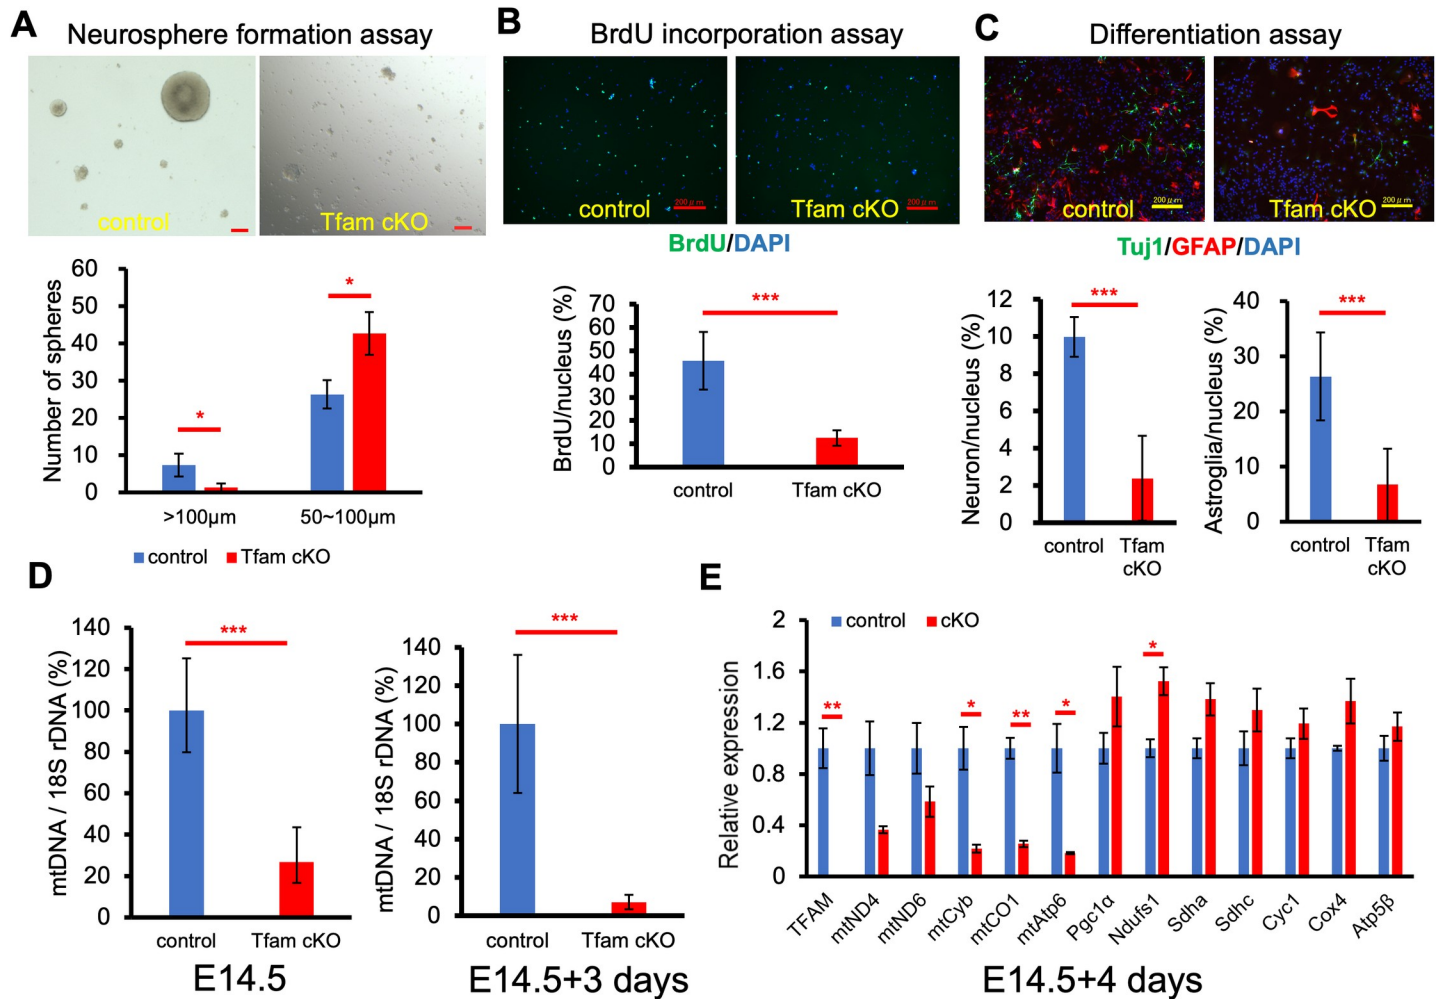 A
Neurosphere formation assay
control
Tfam cKO
Number of spheres
60
50
40
30
20
10
0
*
*
>100μm
50~100μm
control
Tfam cKO
B
BrdU incorporation assay
control
200μm
Tfam cKO
200μm
BrdU/DAPI
BrdU/nucleus (%)
70
60
50
40
30
20
10
0
***
control
Tfam cKO
C
Differentiation assay
control
200μm
Tfam cKO
200μm
Tuj1/GFAP/DAPI
Neuron/nucleus (%)
12
10
8
6
4
2
0
***
control
Tfam
cKO
Astroglia/nucleus (%)
40
30
20
10
0
***
control
Tfam
cKO
D
mtDNA / 18S rDNA (%)
140
120
100
80
60
40
20
0
***
control
Tfam cKO
E14.5
mtDNA / 18S rDNA (%)
140
120
100
80
60
40
20
0
***
control
Tfam cKO
E14.5+3 days
E
control
cKO
Relative expression
2
1.6
1.2
0.8
0.4
0
**
*
**
*
*
TFAM
mtND4
mtND6
mtCyb
mtCO1
mtAtp6
Pgc1α
Ndufs1
Sdha
Sdhc
Cyc1
Cox4
Atp5β
E14.5+4 days